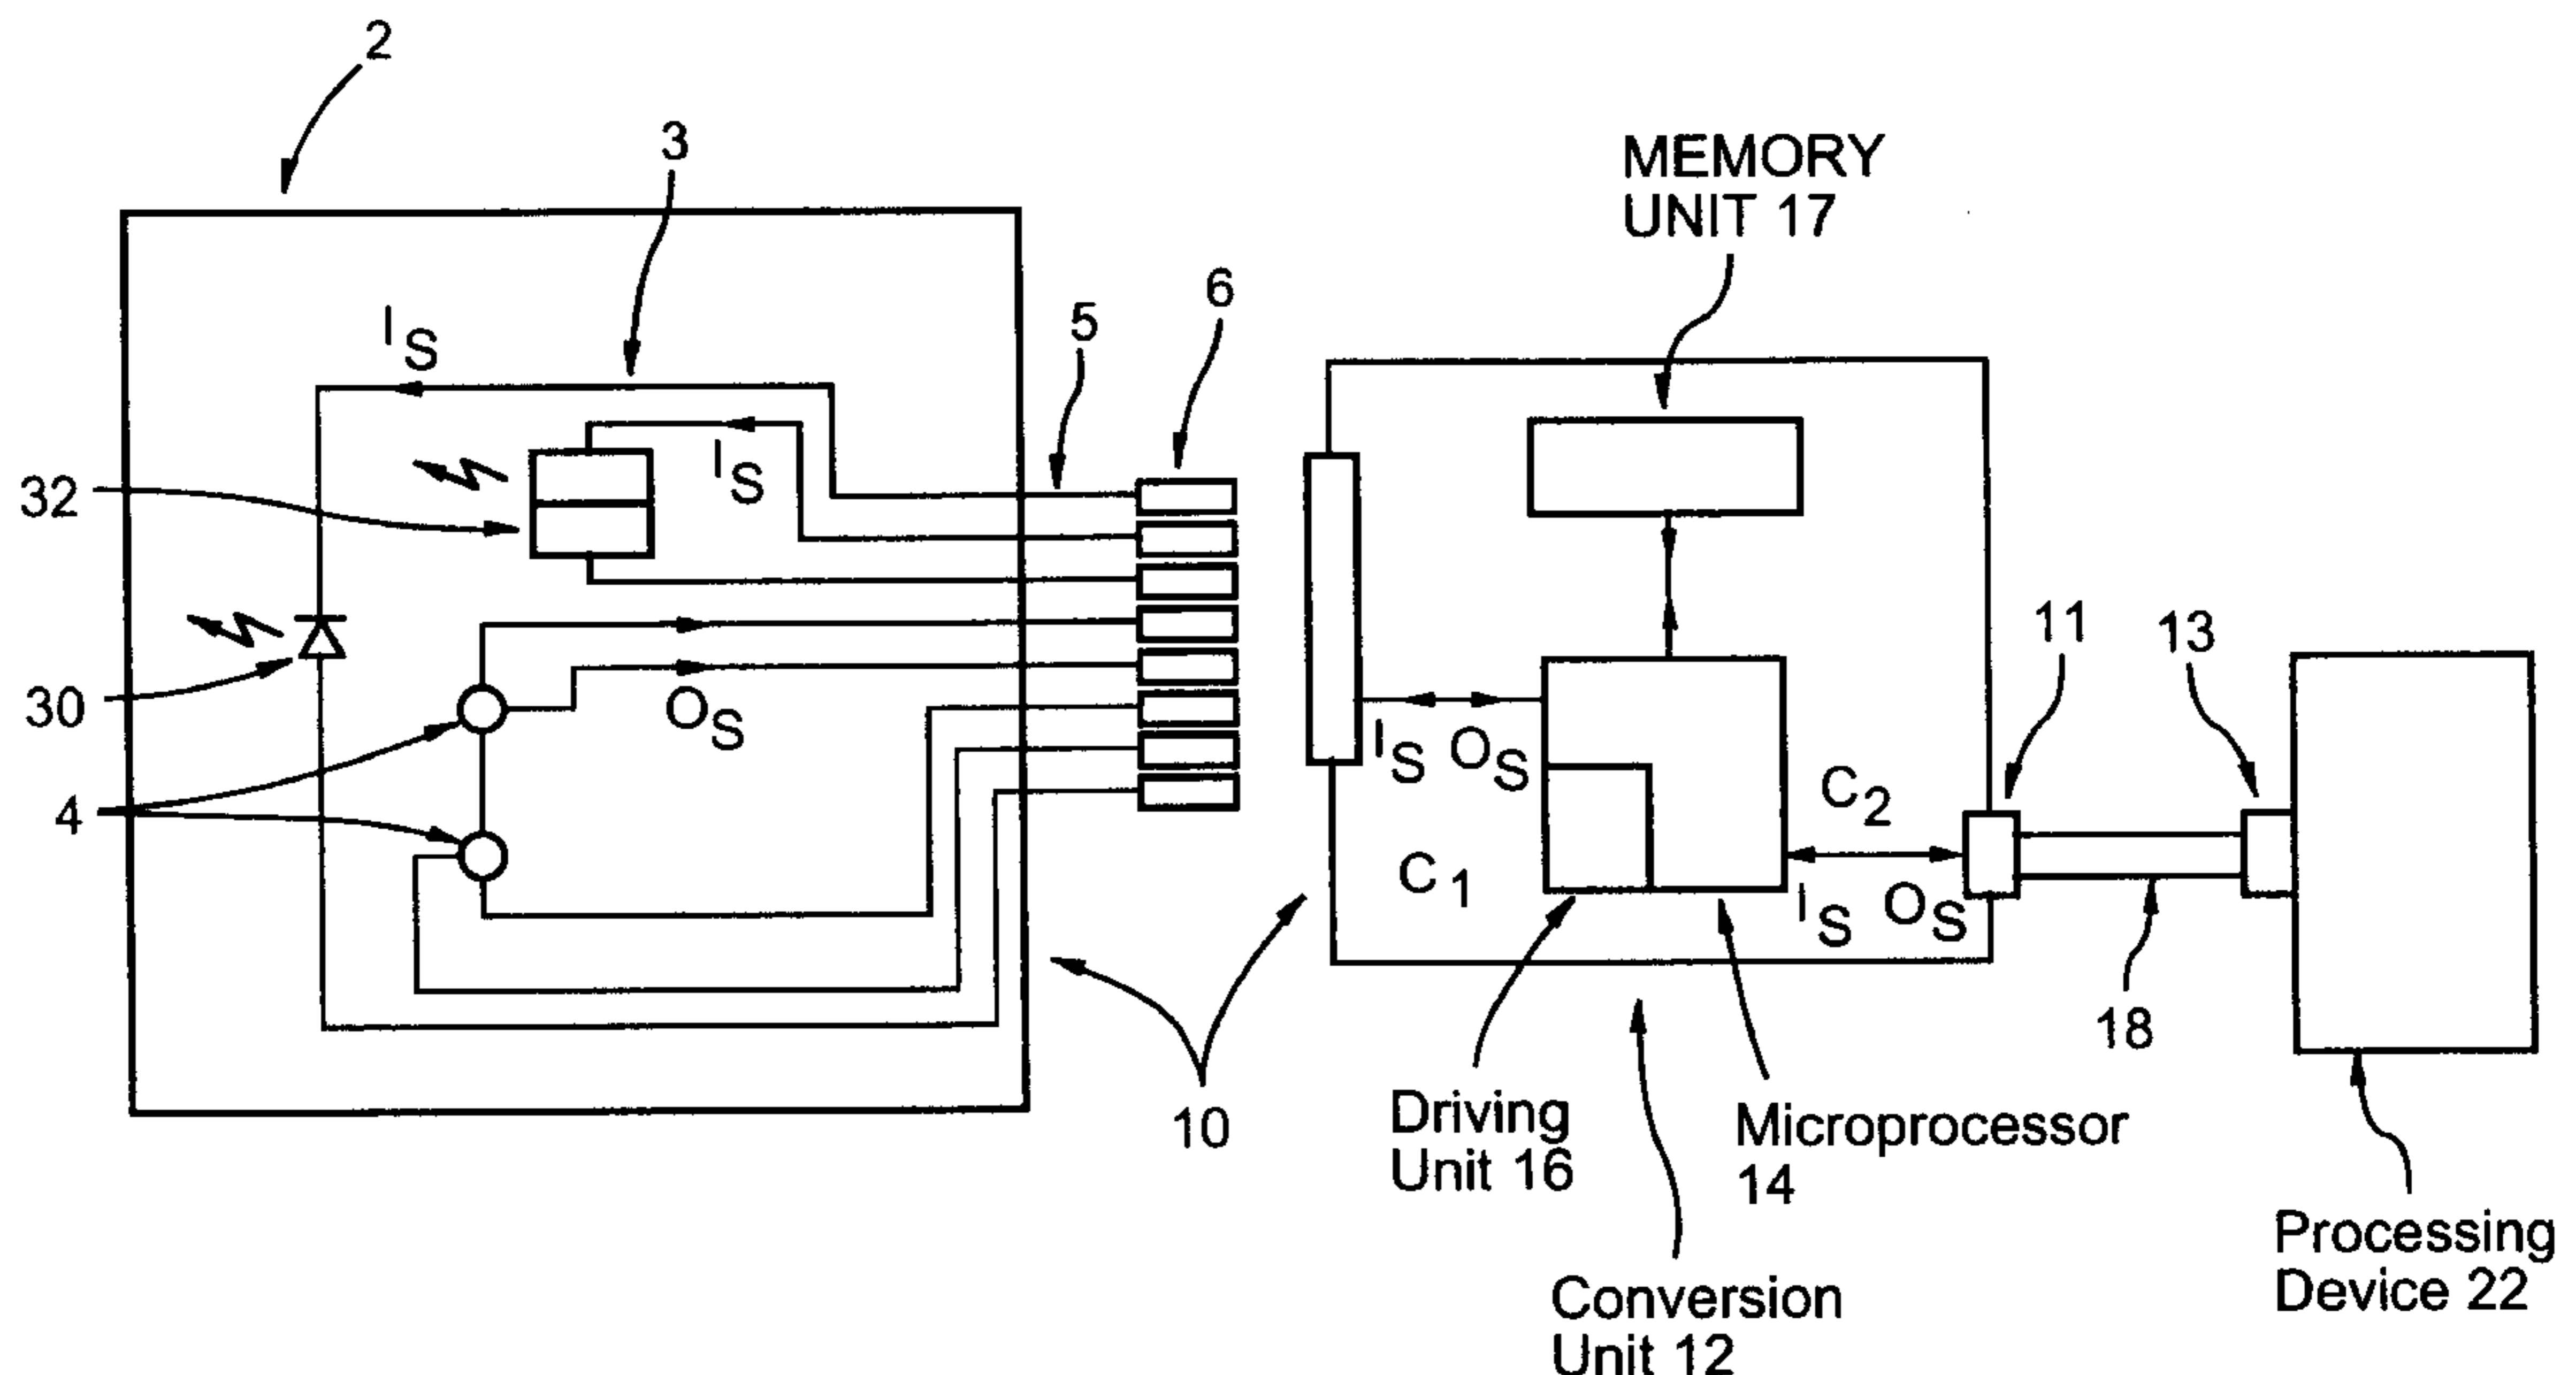 2
3
MEMORY
UNIT 17
6
5
IS
IS
32
11
13
30
OS
4
IS OS
C2
C1
IS OS
18
10
Driving
Unit 16
Microprocessor
14
Processing
Device 22
Conversion
Unit 12